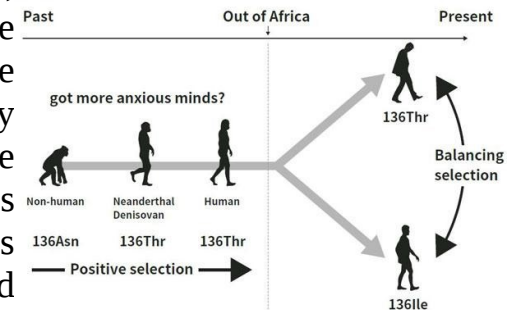 Past Out of Africa Present
e
e
y
e
s
s
d
got more anxious minds?
Non-human
Neanderthal
Denisovan
Human
136Asn 136Thr 136Thr
Positive selection
136Thr
Balancing
selection
136Ile